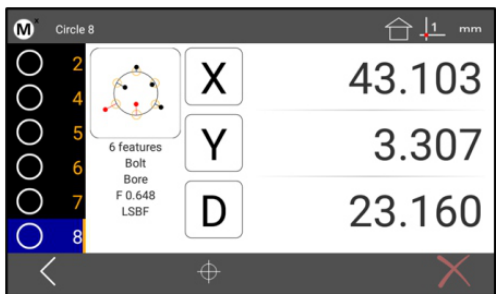 M× Circle 8 1 mm
2
4
5
6
7
8
6 features
Bolt
Bore
F 0.648
LSBF
X 43.103
Y 3.307
D 23.160